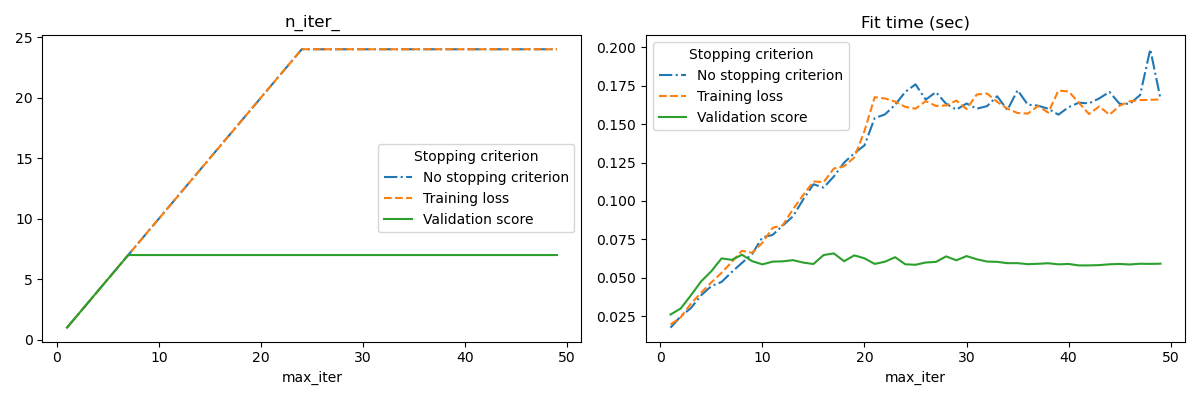 n_iter_
25
20
15
10
5
0
Stopping criterion
No stopping criterion
Training loss
Validation score
0 10 20 30 40 50
max_iter
Fit time (sec)
0.200
0.175
0.150
0.125
0.100
0.075
0.050
0.025
Stopping criterion
No stopping criterion
Training loss
Validation score
0 10 20 30 40 50
max_iter